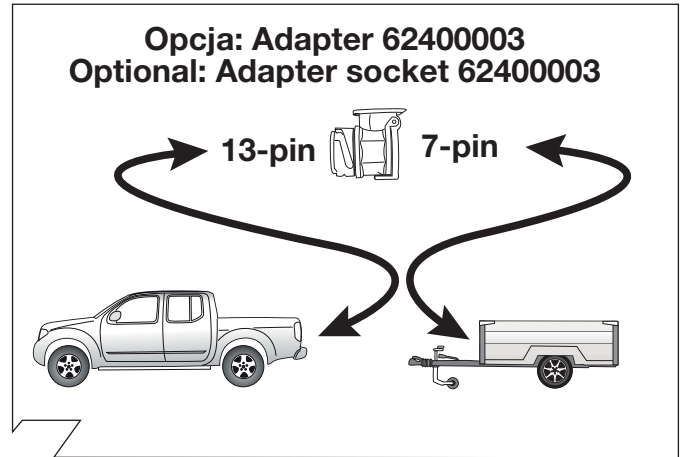 Opcja: Adapter 62400003
Optional: Adapter socket 62400003
13-pin 7-pin